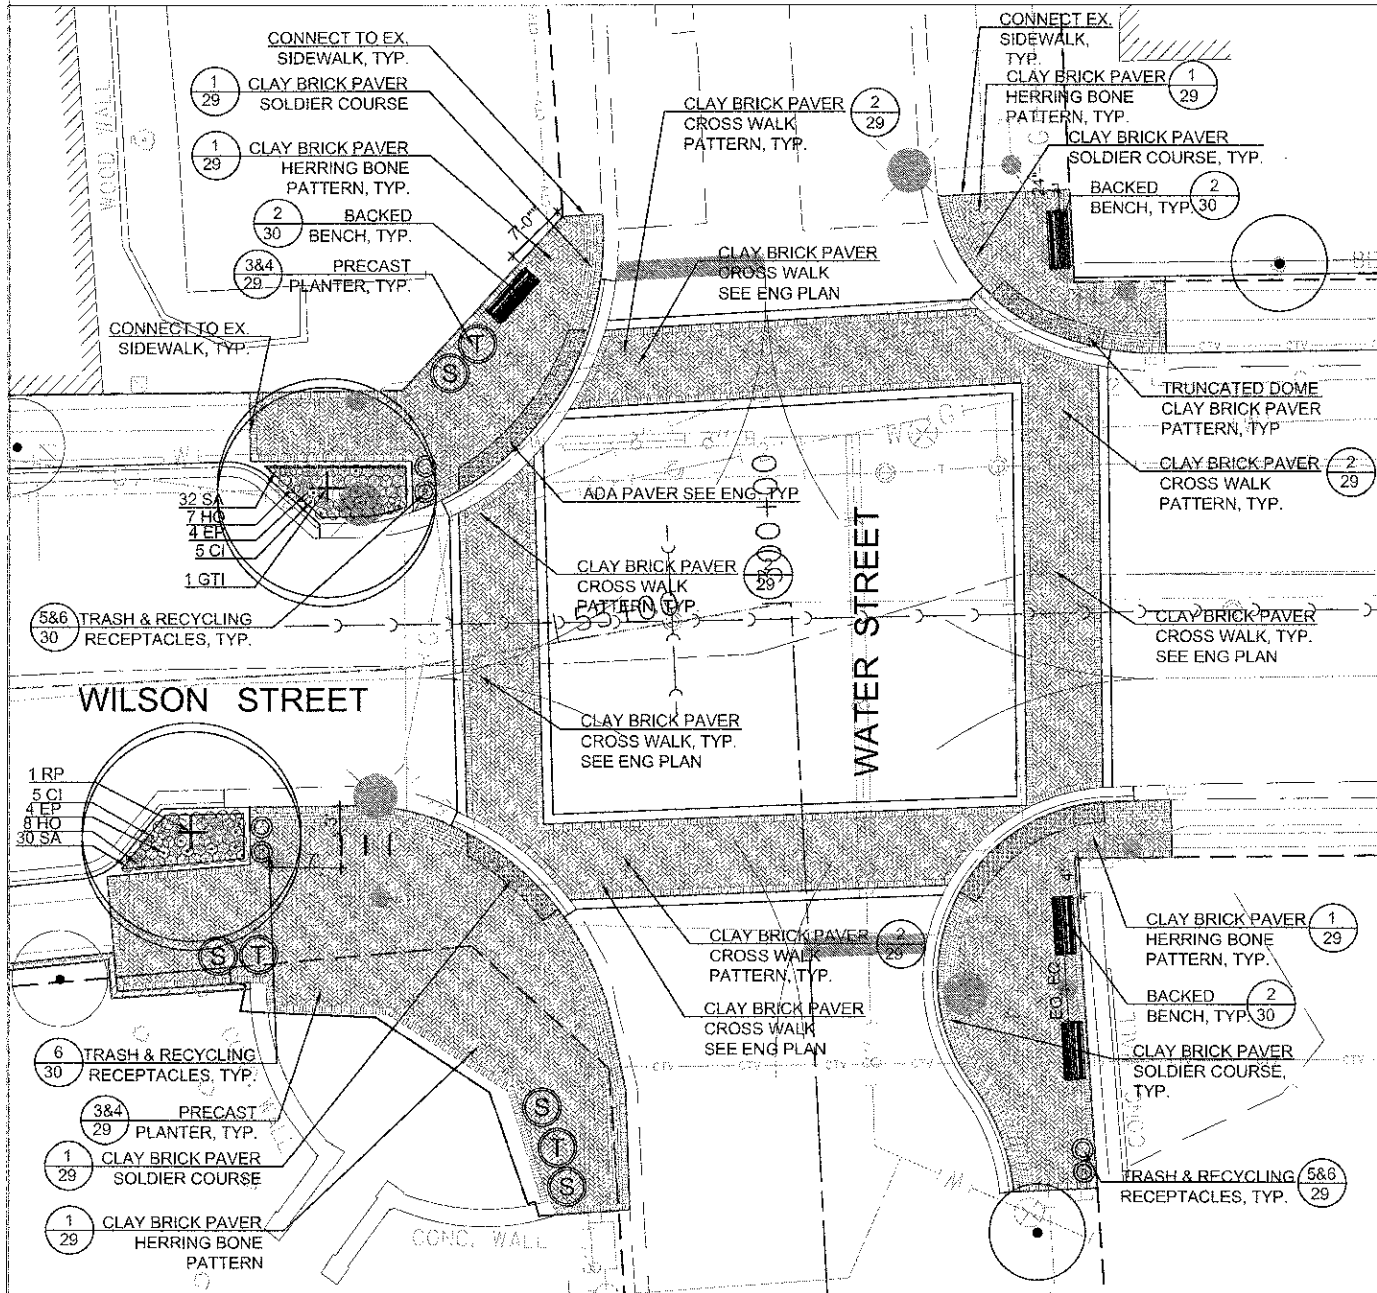 CONNECT TO EX.
SIDEWALK, TYP.
1
29
CLAY BRICK PAVER
SOLDIER COURSE
1
29
CLAY BRICK PAVER
HERRING BONE
PATTERN, TYP.
2
30
BACKED
BENCH, TYP.
3&4
29
PRECAST
PLANTER, TYP.
CONNECT TO EX.
SIDEWALK, TYP.
WOOD WALL
7'-0"
T
S
CLAY BRICK PAVER
CROSS WALK
PATTERN, TYP.
2
29
CLAY BRICK PAVER
CROSS WALK
SEE ENG PLAN
CONNECT EX.
SIDEWALK,
TYP.
CLAY BRICK PAVER
HERRING BONE
PATTERN, TYP.
1
29
CLAY BRICK PAVER
SOLDIER COURSE, TYP.
24"
BACKED
BENCH, TYP.
2
30
TRUNCATED DOME
CLAY BRICK PAVER
PATTERN, TYP
CLAY BRICK PAVER
CROSS WALK
PATTERN, TYP.
2
29
CLAY BRICK PAVER
CROSS WALK, TYP.
SEE ENG PLAN
32 SA
7 HO
4 EP
5 CI
1 GTI
5&6
30
TRASH & RECYCLING
RECEPTACLES, TYP.
ADA PAVER SEE ENG, TYP
CLAY BRICK PAVER
CROSS WALK
PATTERN, TYP.
2
29
WATER STREET
WILSON STREET
CLAY BRICK PAVER
CROSS WALK, TYP.
SEE ENG PLAN
1 RP
5 CI
4 EP
8 HO
30 SA
S
T
6
30
TRASH & RECYCLING
RECEPTACLES, TYP.
3&4
29
PRECAST
PLANTER, TYP.
1
29
CLAY BRICK PAVER
SOLDIER COURSE
1
29
CLAY BRICK PAVER
HERRING BONE
PATTERN
S
T
S
CONC. WALL
CLAY BRICK PAVER
CROSS WALK
PATTERN, TYP.
2
29
CLAY BRICK PAVER
CROSS WALK
SEE ENG PLAN
EQ. EQ.
CLAY BRICK PAVER
HERRING BONE
PATTERN, TYP.
1
29
BACKED
BENCH, TYP.
2
30
CLAY BRICK PAVER
SOLDIER COURSE,
TYP.
TRASH & RECYCLING
RECEPTACLES, TYP.
5&6
29